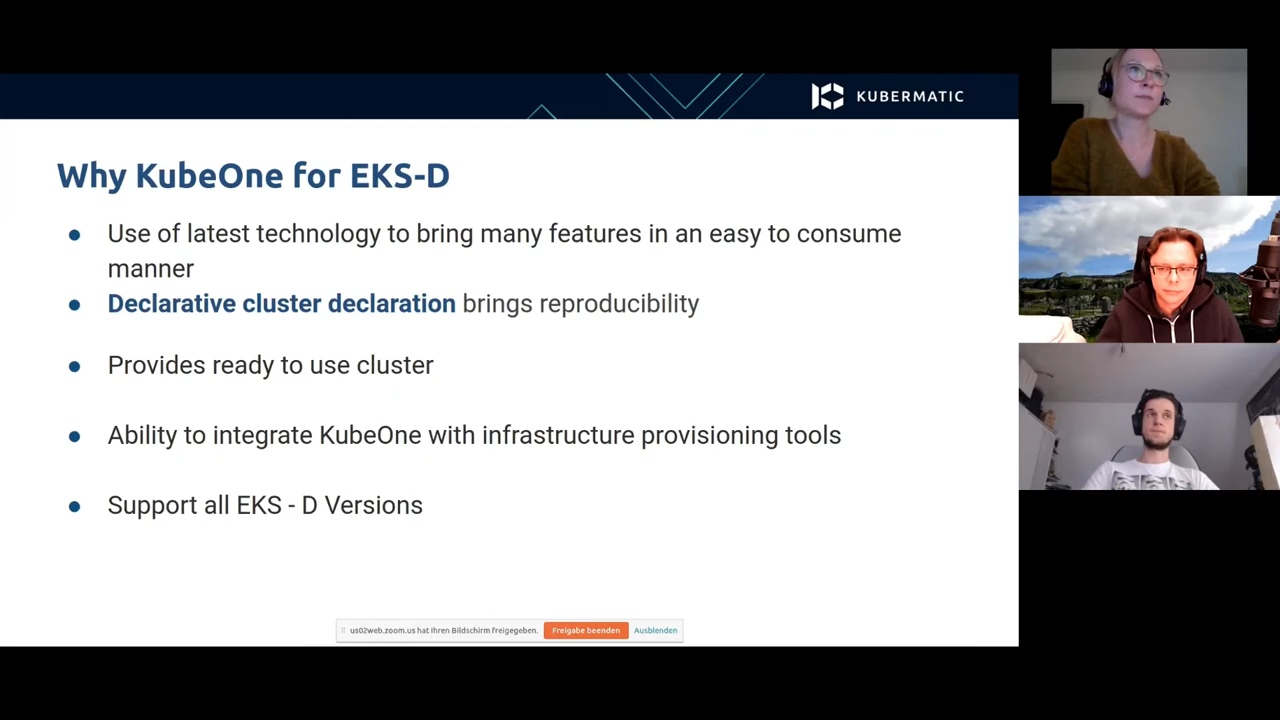 KUBERMATIC
Why KubeOne for EKS-D
● Use of latest technology to bring many features in an easy to consume
manner
● Declarative cluster declaration brings reproducibility
● Provides ready to use cluster
● Ability to integrate KubeOne with infrastructure provisioning tools
● Support all EKS - D Versions
us02web.zoom.us hat Ihren Bildschirm freigegeben. Freigabe beenden Ausblenden